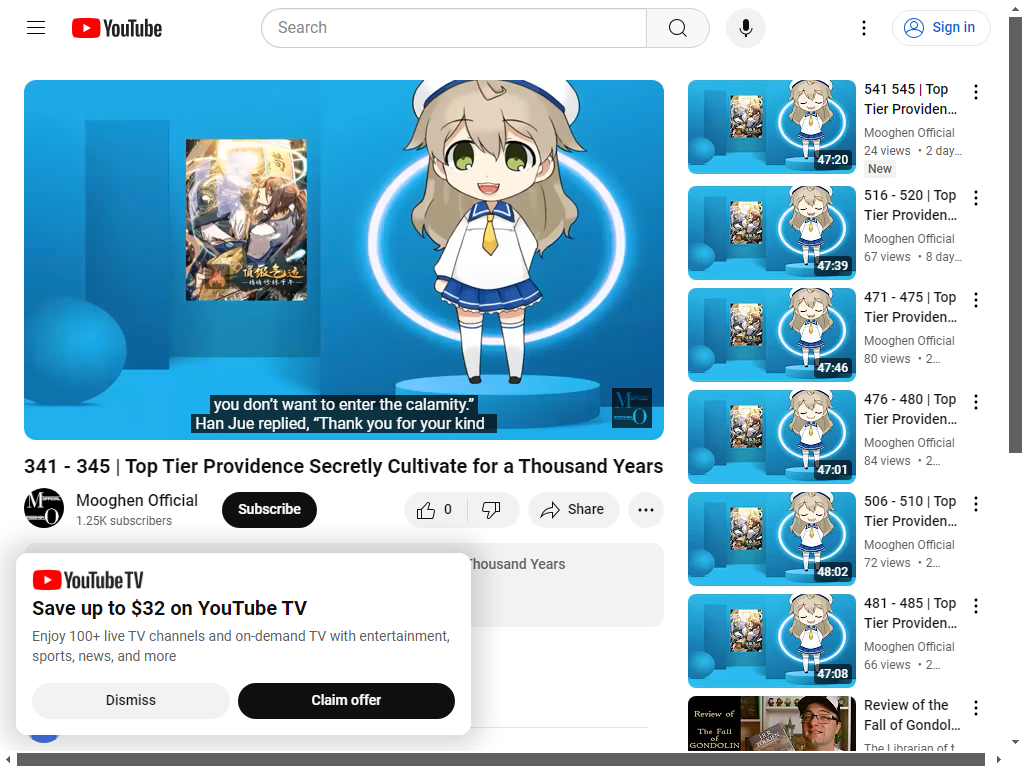 YouTube
Search
Sign in
you don't want to enter the calamity."
Han Jue replied, "Thank you for your kind
341 - 345 | Top Tier Providence Secretly Cultivate for a Thousand Years
Mooghen Official
1.25K subscribers
Subscribe
0
Share
Thousand Years
YouTube TV
Save up to $32 on YouTube TV
Enjoy 100+ live TV channels and on-demand TV with entertainment,
sports, news, and more
Dismiss
Claim offer
47:20
541 545 | Top
Tier Providen...
Mooghen Official
24 views • 2 day...
New
47:39
516 - 520 | Top
Tier Providen...
Mooghen Official
67 views • 8 day...
47:46
471 - 475 | Top
Tier Providen...
Mooghen Official
80 views • 2...
47:01
476 - 480 | Top
Tier Providen...
Mooghen Official
84 views • 2...
48:02
506 - 510 | Top
Tier Providen...
Mooghen Official
72 views • 2...
47:08
481 - 485 | Top
Tier Providen...
Mooghen Official
66 views • 2...
Review of
The Fall
of
GONDOLIN
Review of the
Fall of Gondol...
The Librarian of t